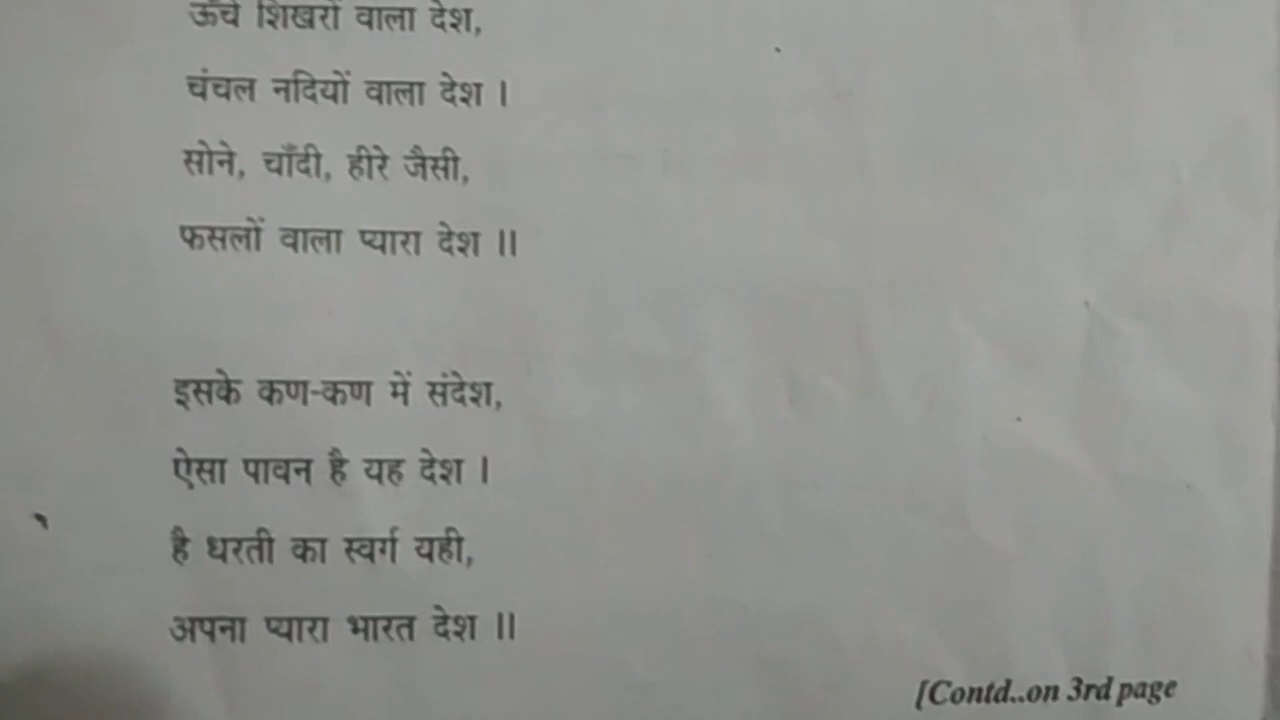 ऊँचे शिखरों वाला देश,
चंचल नदियों वाला देश ।
सोने, चाँदी, हीरे जैसी,
फसलों वाला प्यारा देश ॥
इसके कण-कण में संदेश,
ऐसा पावन है यह देश ।
है धरती का स्वर्ग यही,
अपना प्यारा भारत देश ॥
[Contd..on 3rd page